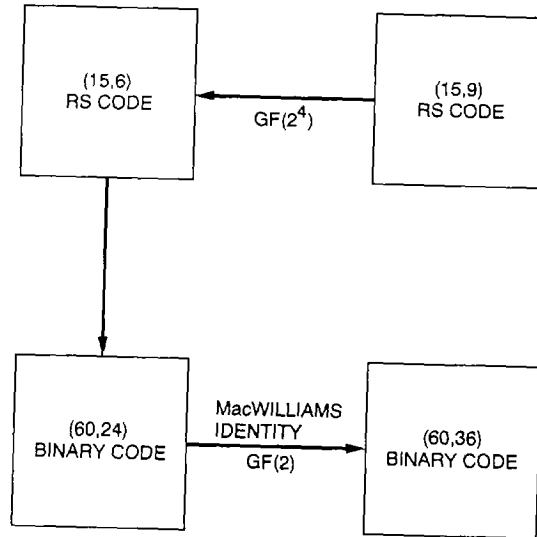 (15,6)
RS CODE
GF(2⁴)
(15,9)
RS CODE
(60,24)
BINARY CODE
MacWILLIAMS
IDENTITY
GF(2)
(60,36)
BINARY CODE